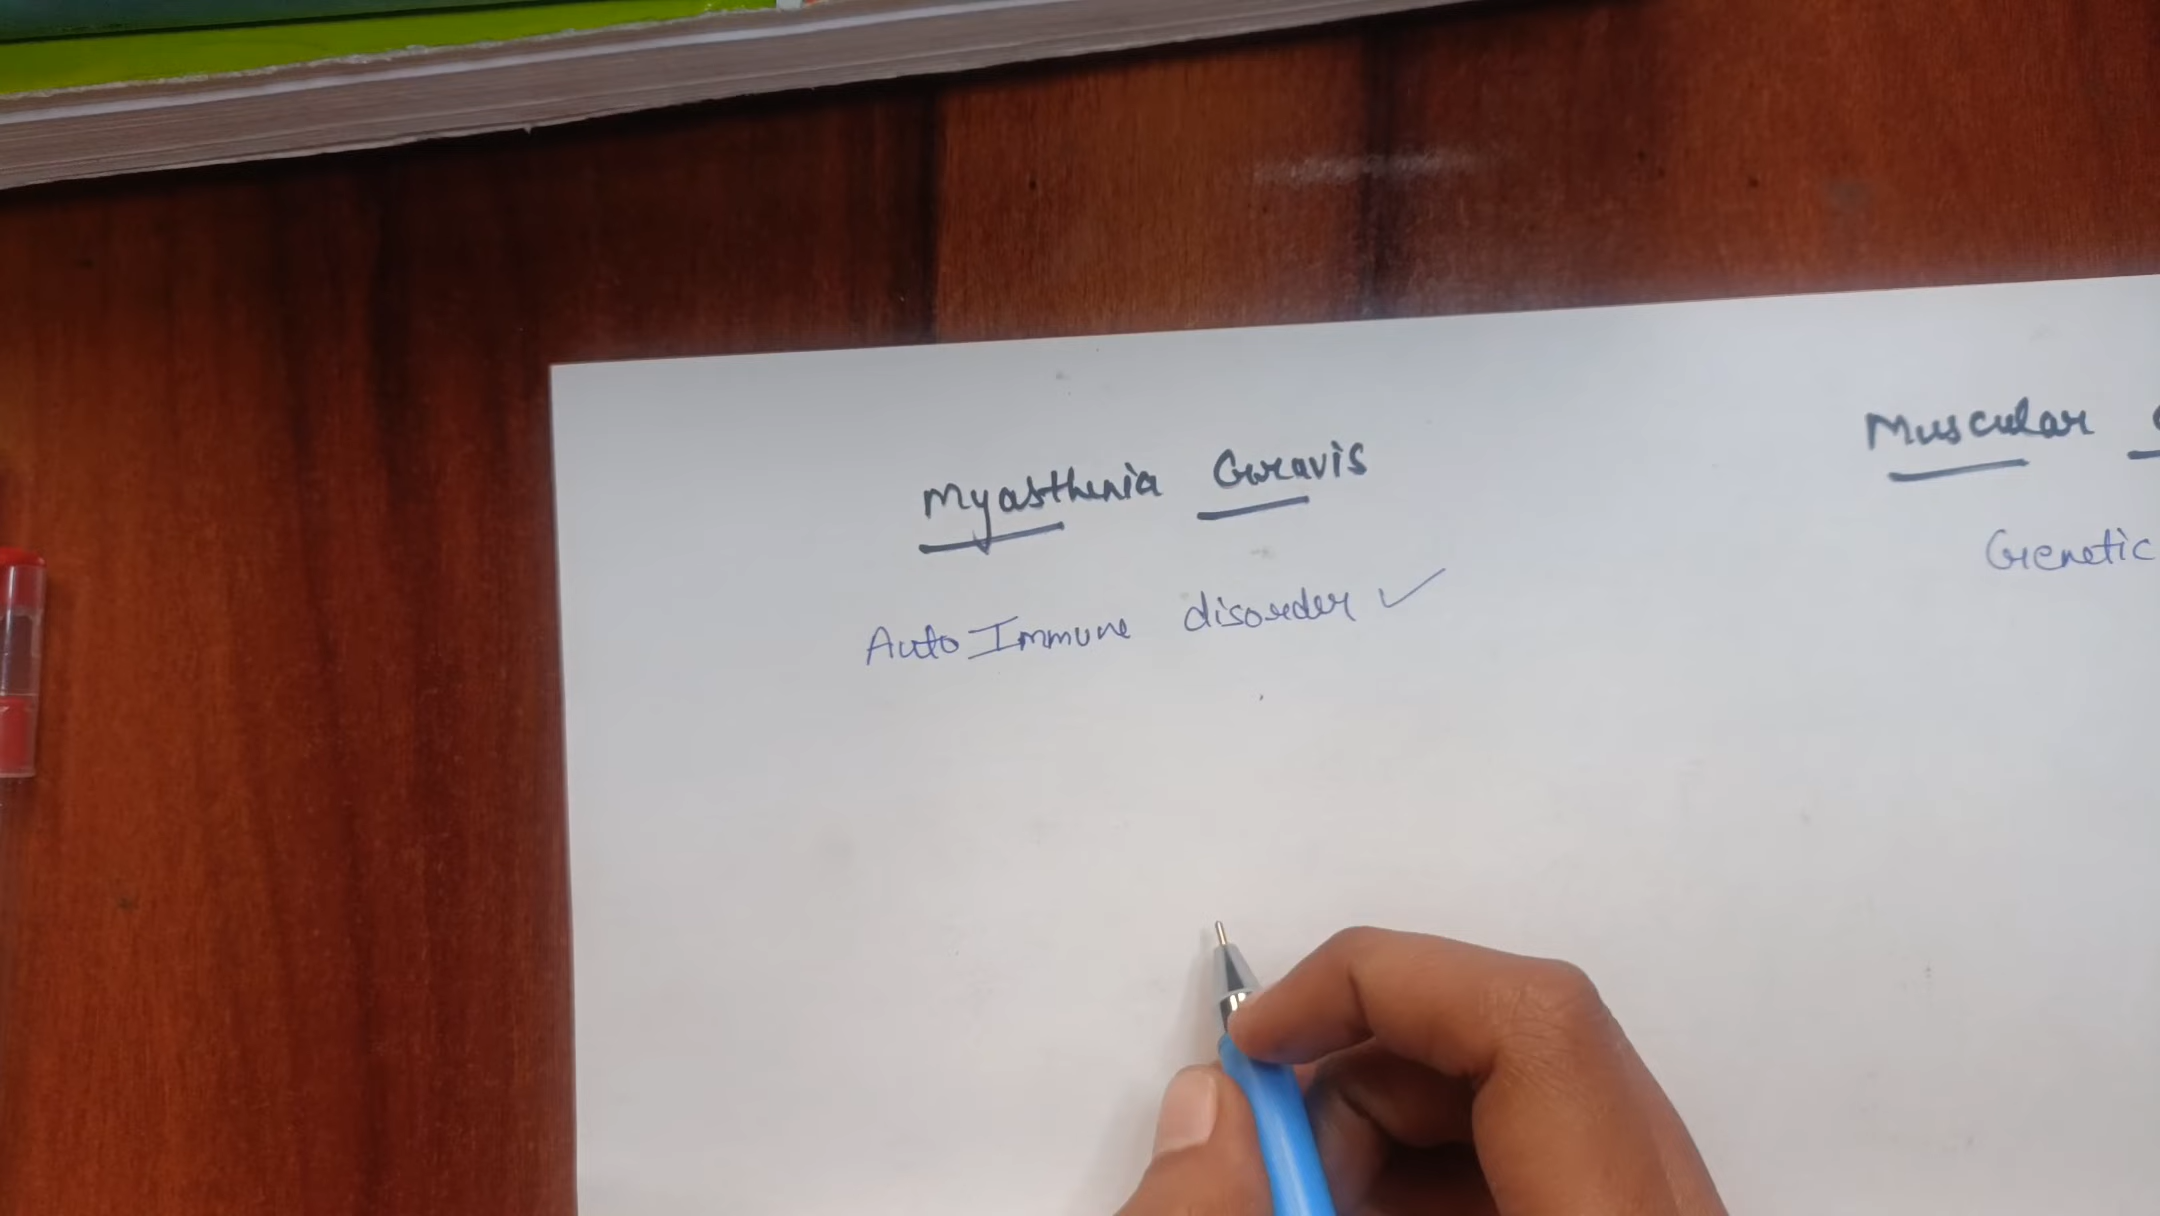 Myasthenia Gravis
Auto Immune disorder
Muscular
Genetic